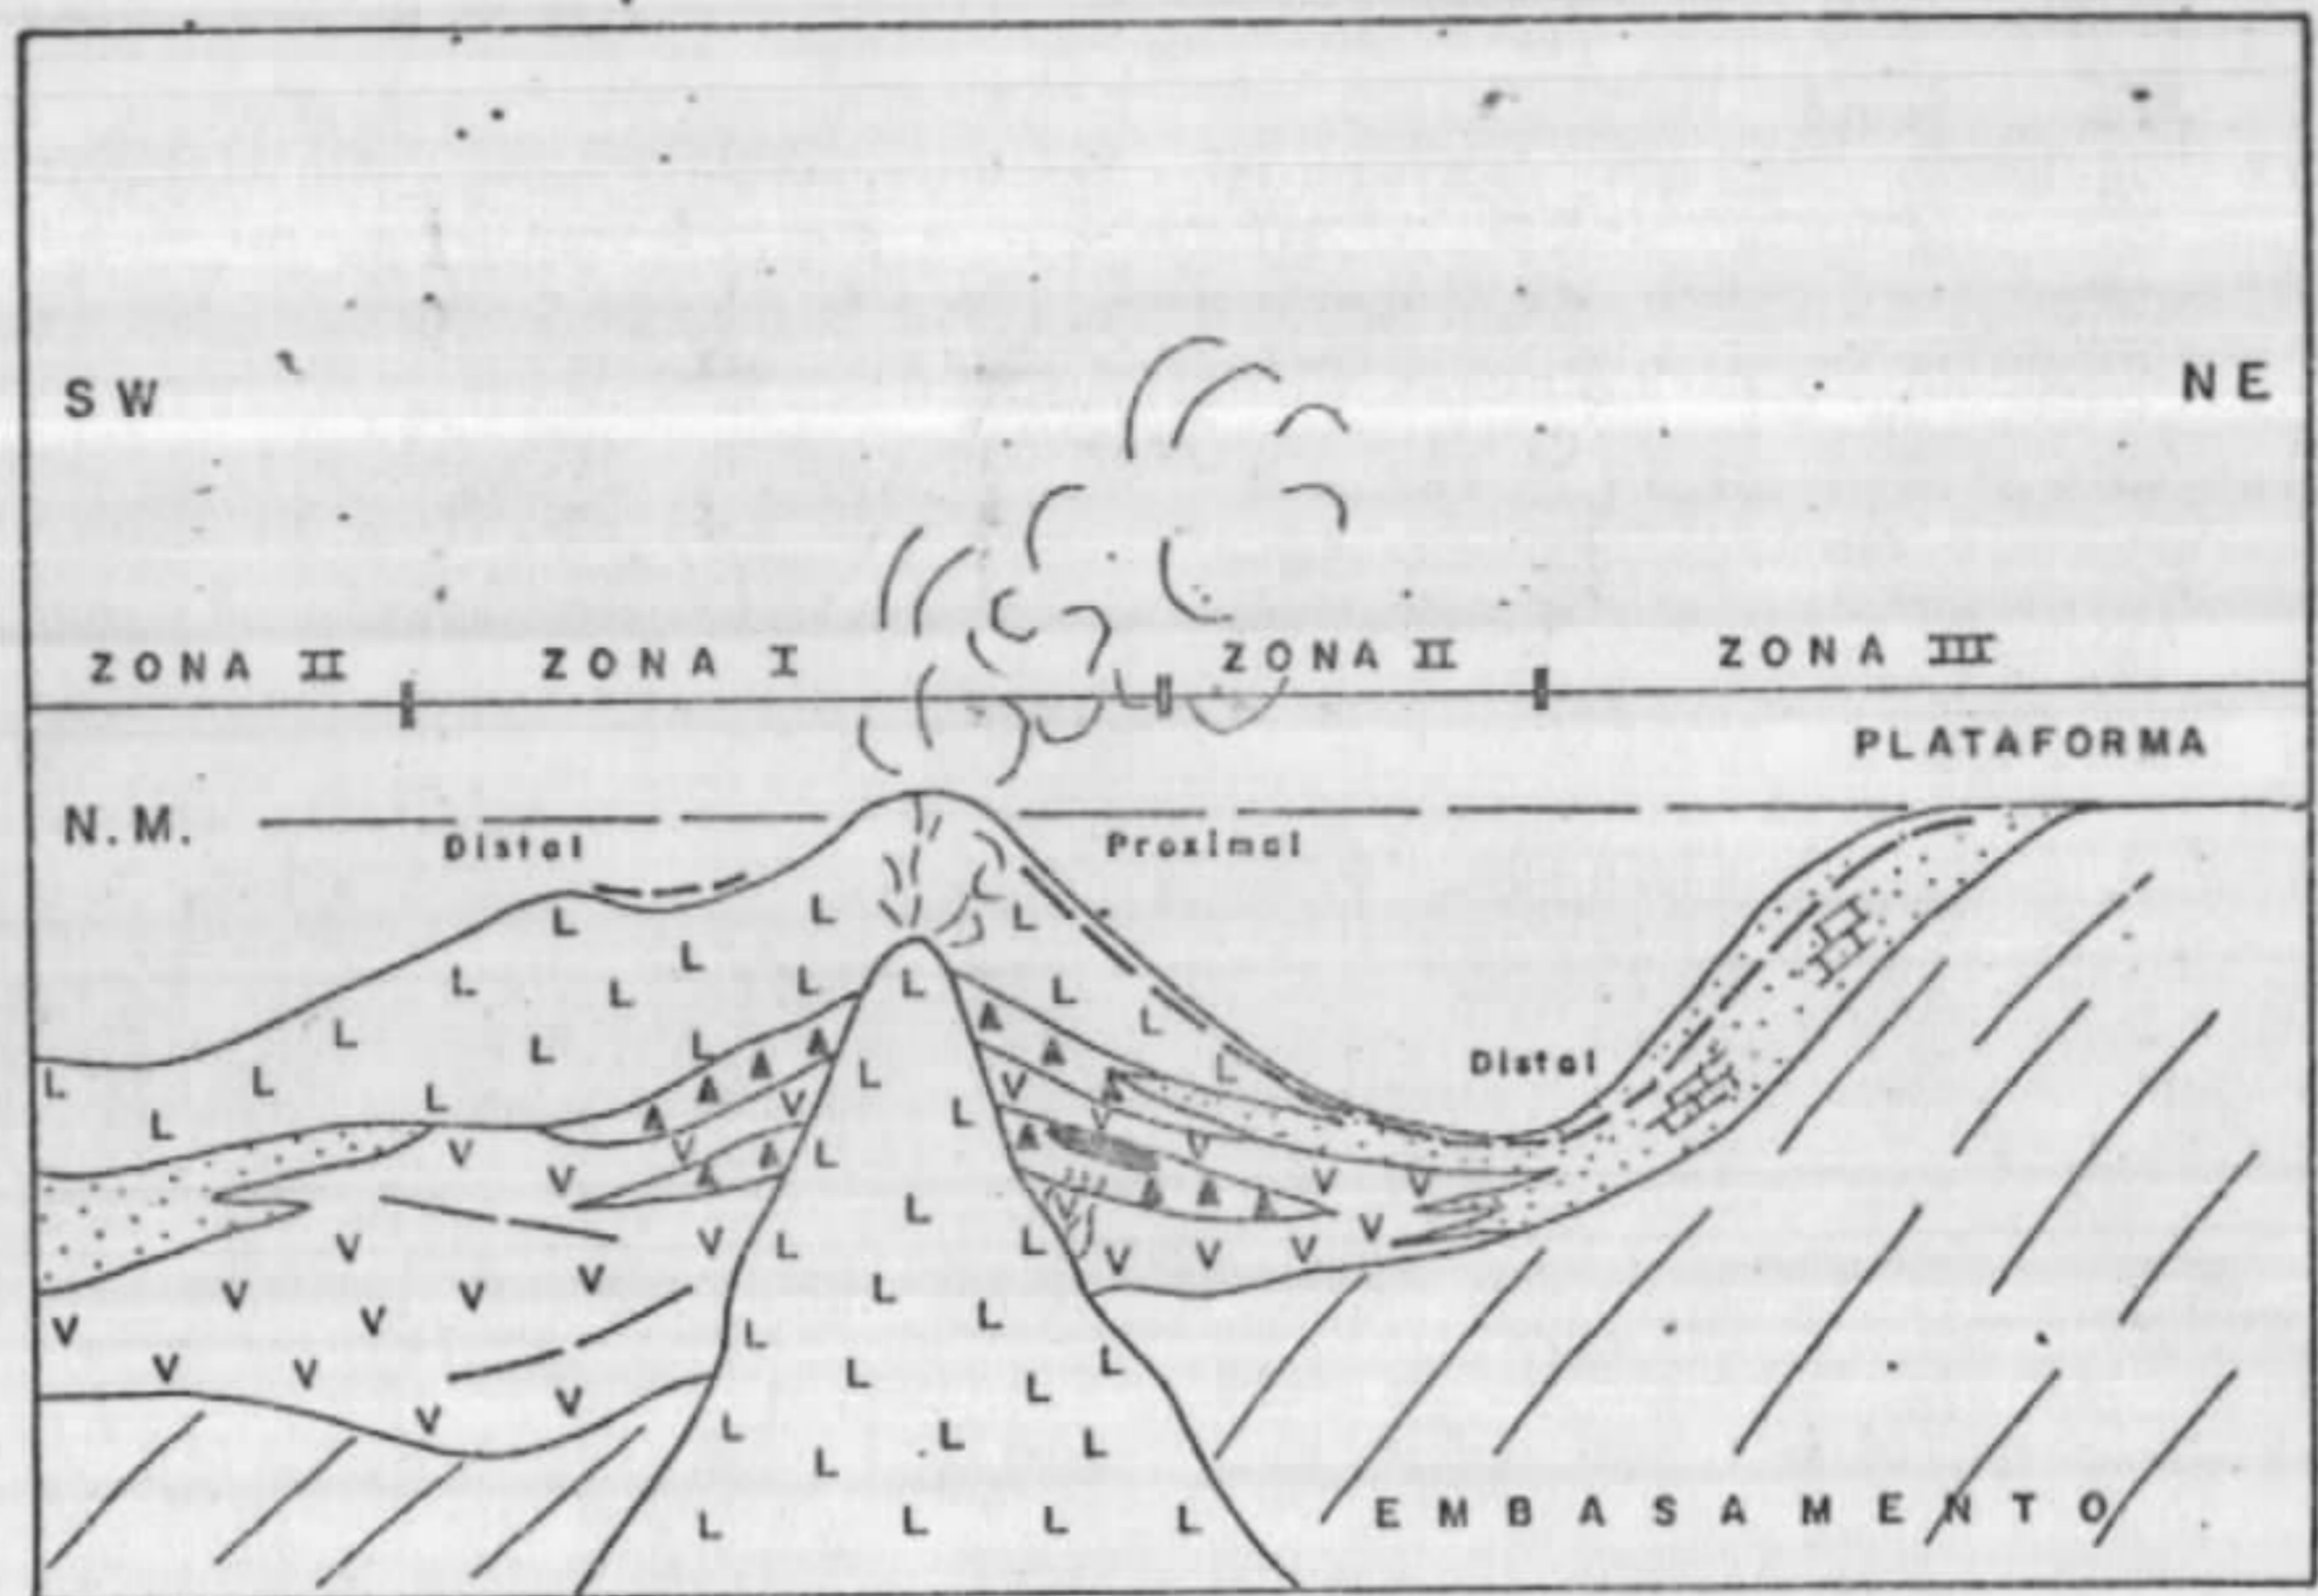 SW
NE
ZONA II
ZONA I
ZONA II
ZONA III
PLATAFORMA
N.M.
Distal
Proximal
Distal
EMBASAMENTO